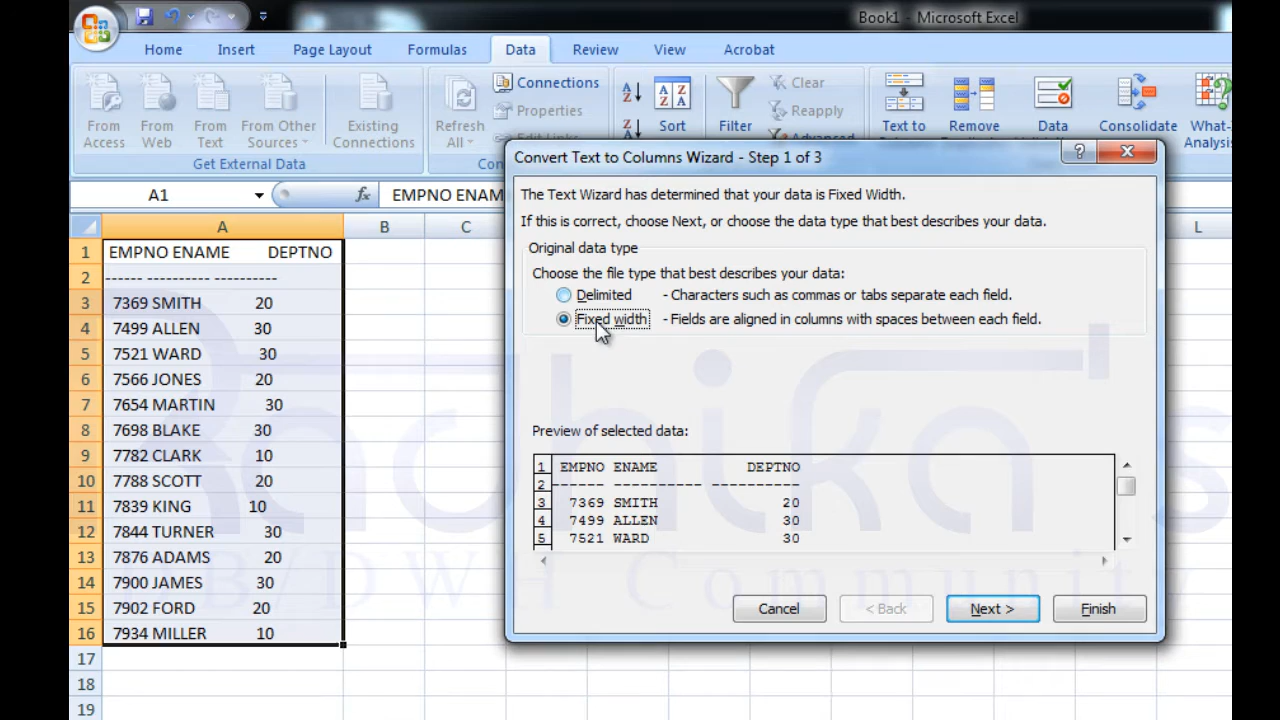 Book1 - Microsoft Excel
Home Insert Page Layout Formulas Data Review View Acrobat
From Access
From Web
From Text
From Other Sources
Existing Connections
Get External Data
Refresh All
Connections
Properties
Edit Links
Sort
Filter
Clear
Reapply
Advanced
Text to
Remove
Data
Consolidate
What-
Analysis
A1 fx EMPNO ENAM
A B C L
1 EMPNO ENAME DEPTNO
2 ------ ---------- ----------
3 7369 SMITH 20
4 7499 ALLEN 30
5 7521 WARD 30
6 7566 JONES 20
7 7654 MARTIN 30
8 7698 BLAKE 30
9 7782 CLARK 10
10 7788 SCOTT 20
11 7839 KING 10
12 7844 TURNER 30
13 7876 ADAMS 20
14 7900 JAMES 30
15 7902 FORD 20
16 7934 MILLER 10
17
18
19
Convert Text to Columns Wizard - Step 1 of 3
?
The Text Wizard has determined that your data is Fixed Width.
If this is correct, choose Next, or choose the data type that best describes your data.
Original data type
Choose the file type that best describes your data:
Delimited - Characters such as commas or tabs separate each field.
Fixed width - Fields are aligned in columns with spaces between each field.
Preview of selected data:
1 EMPNO ENAME DEPTNO
2 ------ ---------- ----------
3 7369 SMITH 20
4 7499 ALLEN 30
5 7521 WARD 30
Cancel < Back Next > Finish
Radhika's
DB/DWH Community